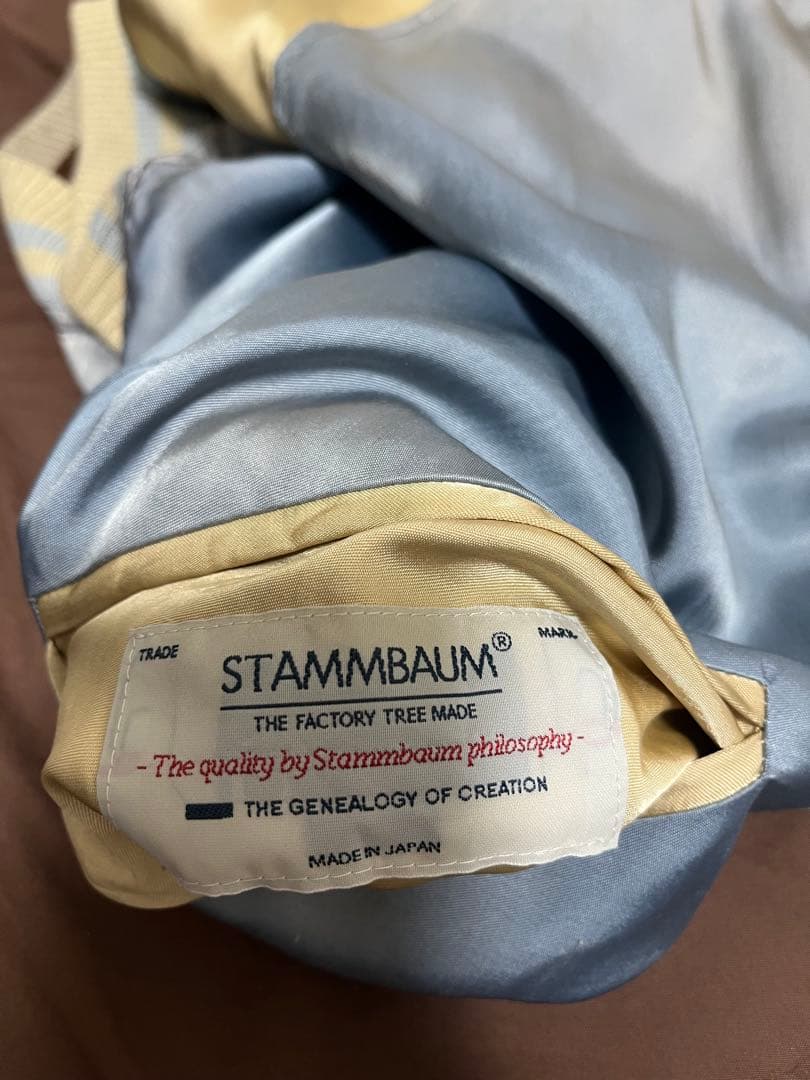 TRADE MARK
STAMMBAUM®
THE FACTORY TREE MADE
- The quality by Stammbaum philosophy -
THE GENEALOGY OF CREATION
MADE IN JAPAN